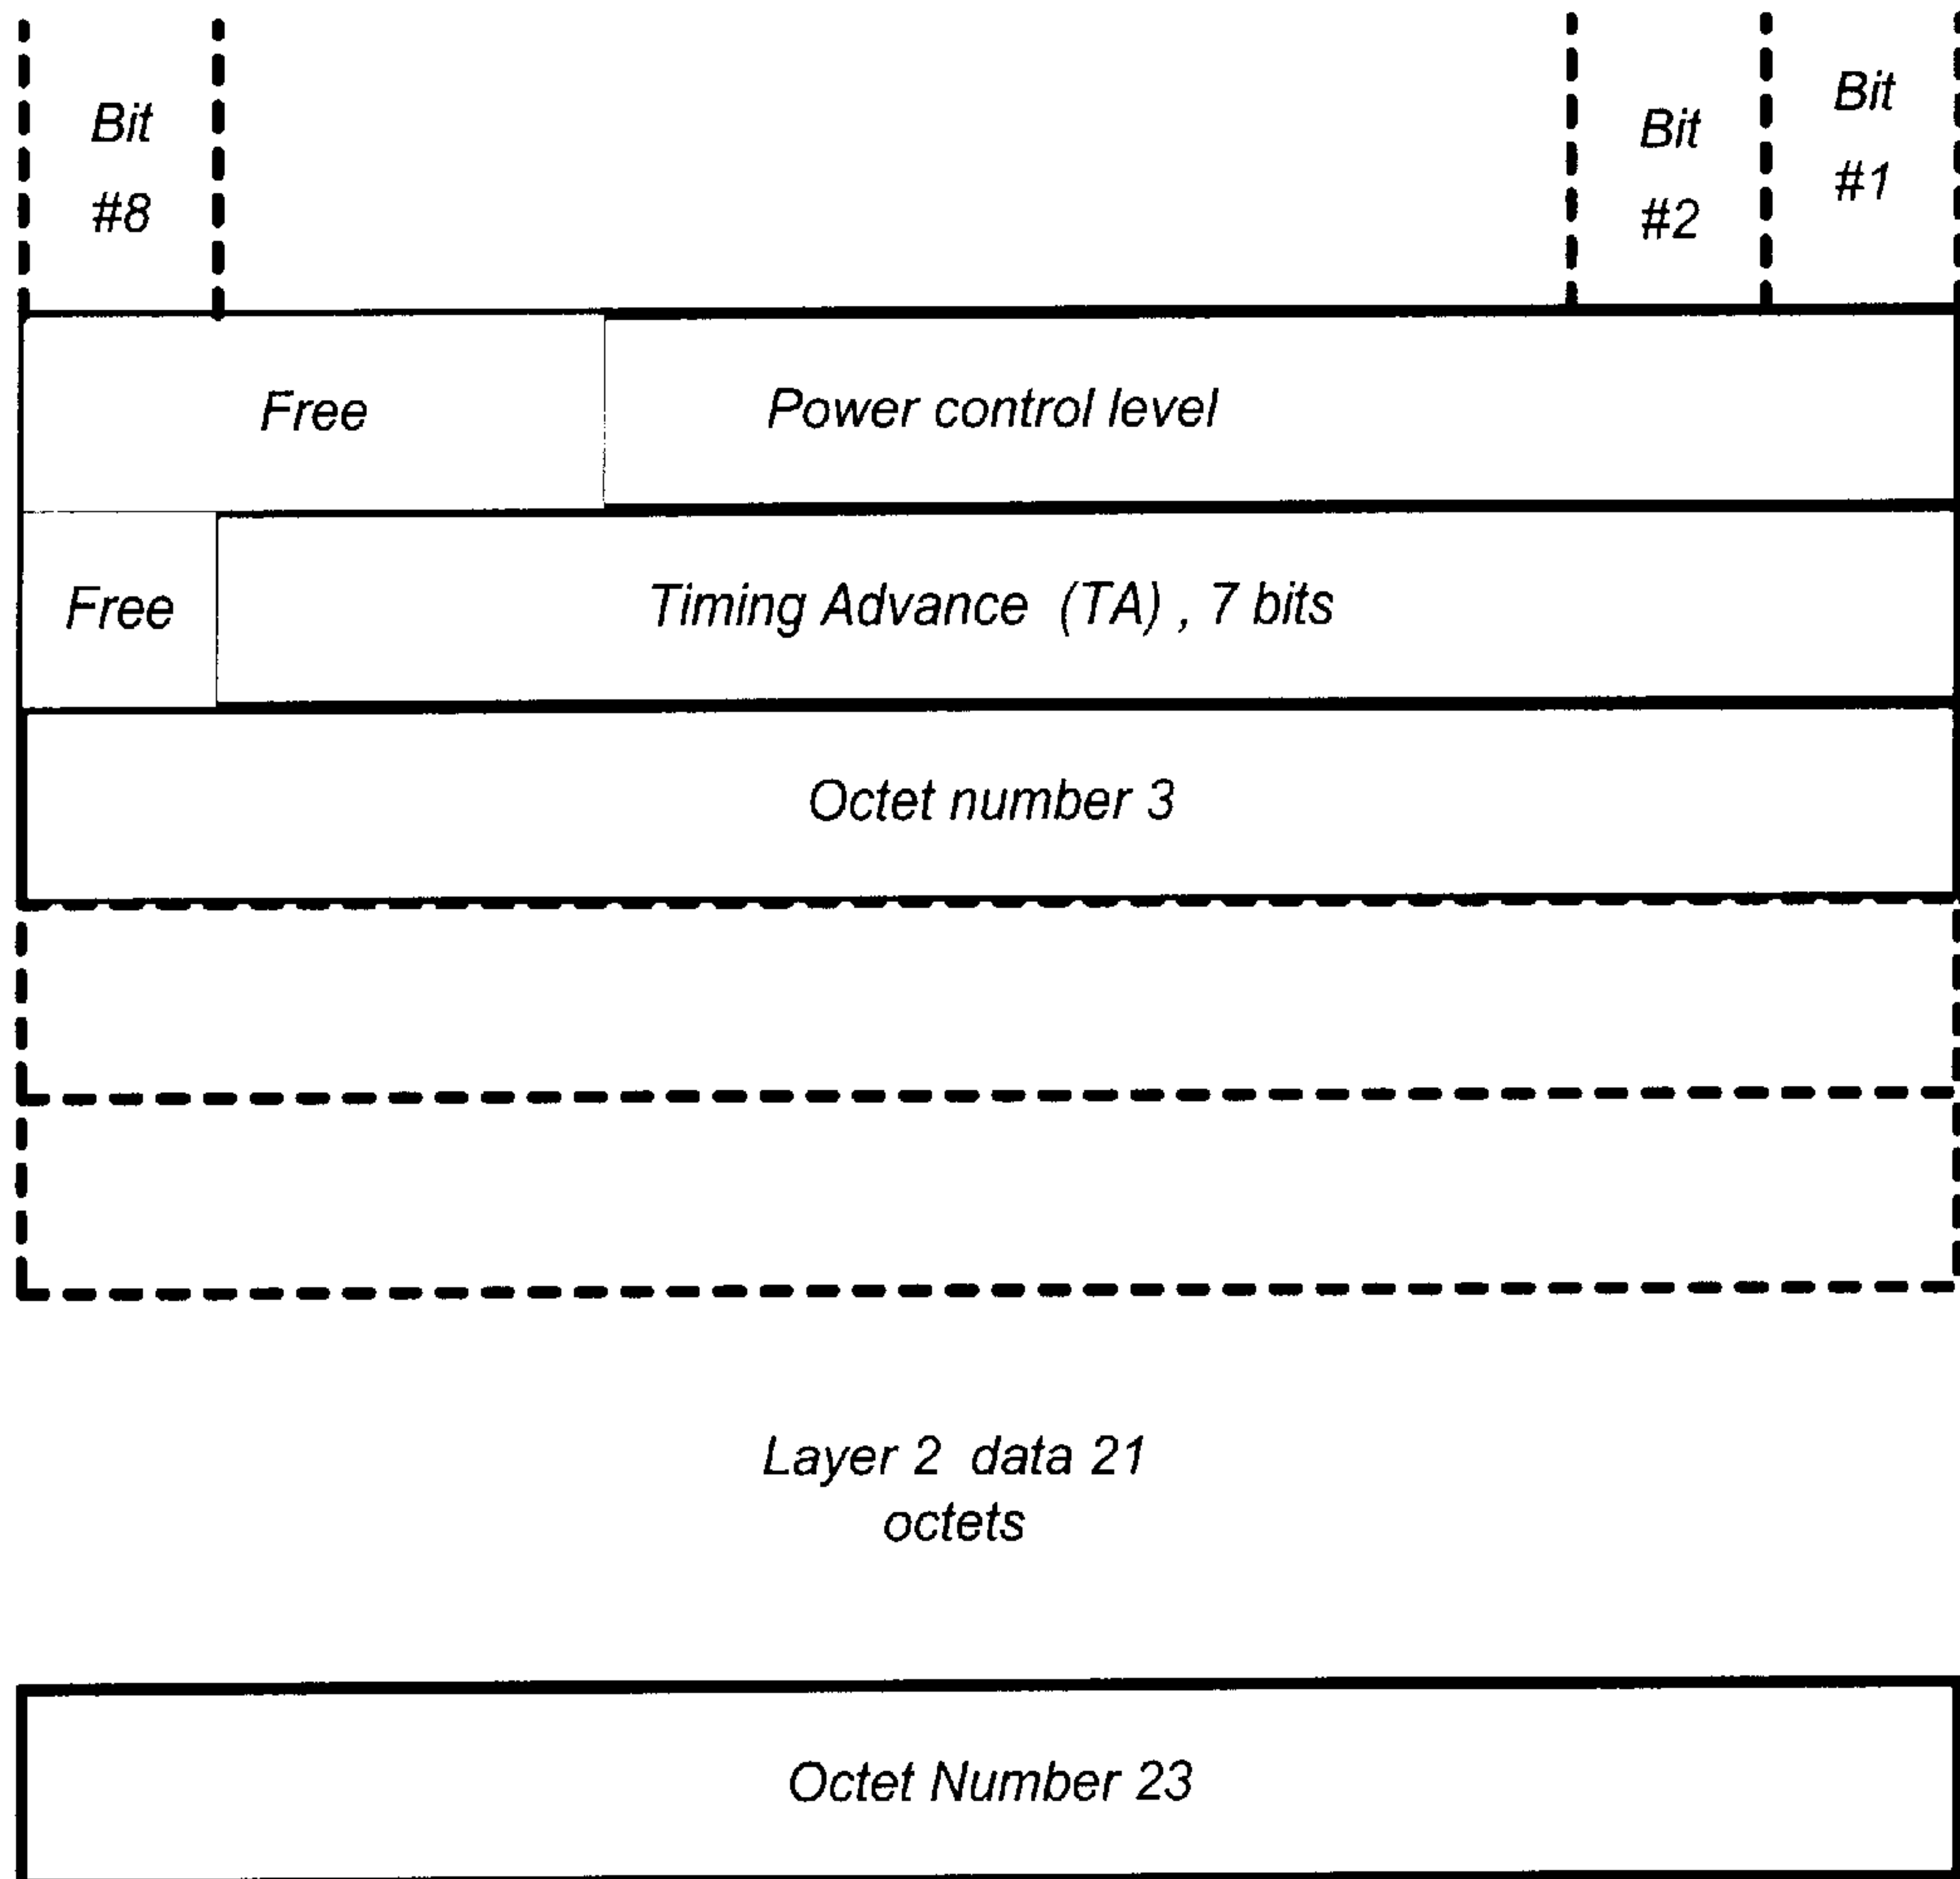 Bit
#8
Bit
#2
Bit
#1
Free
Power control level
Free
Timing Advance (TA) , 7 bits
Octet number 3
Layer 2 data 21
octets
Octet Number 23